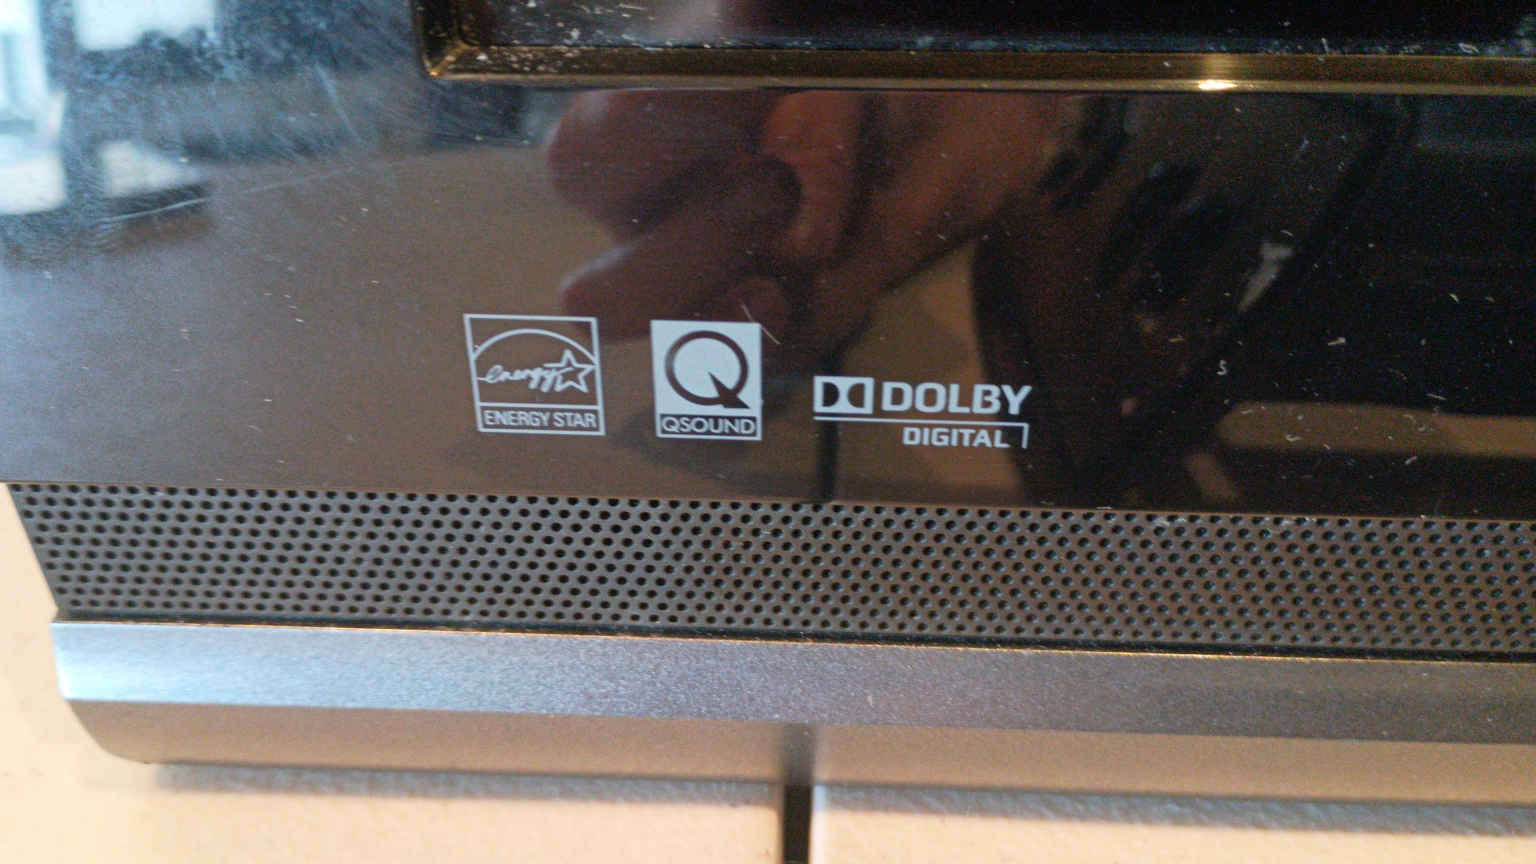 energy
ENERGY STAR
Q
QSOUND
DOLBY
DIGITAL